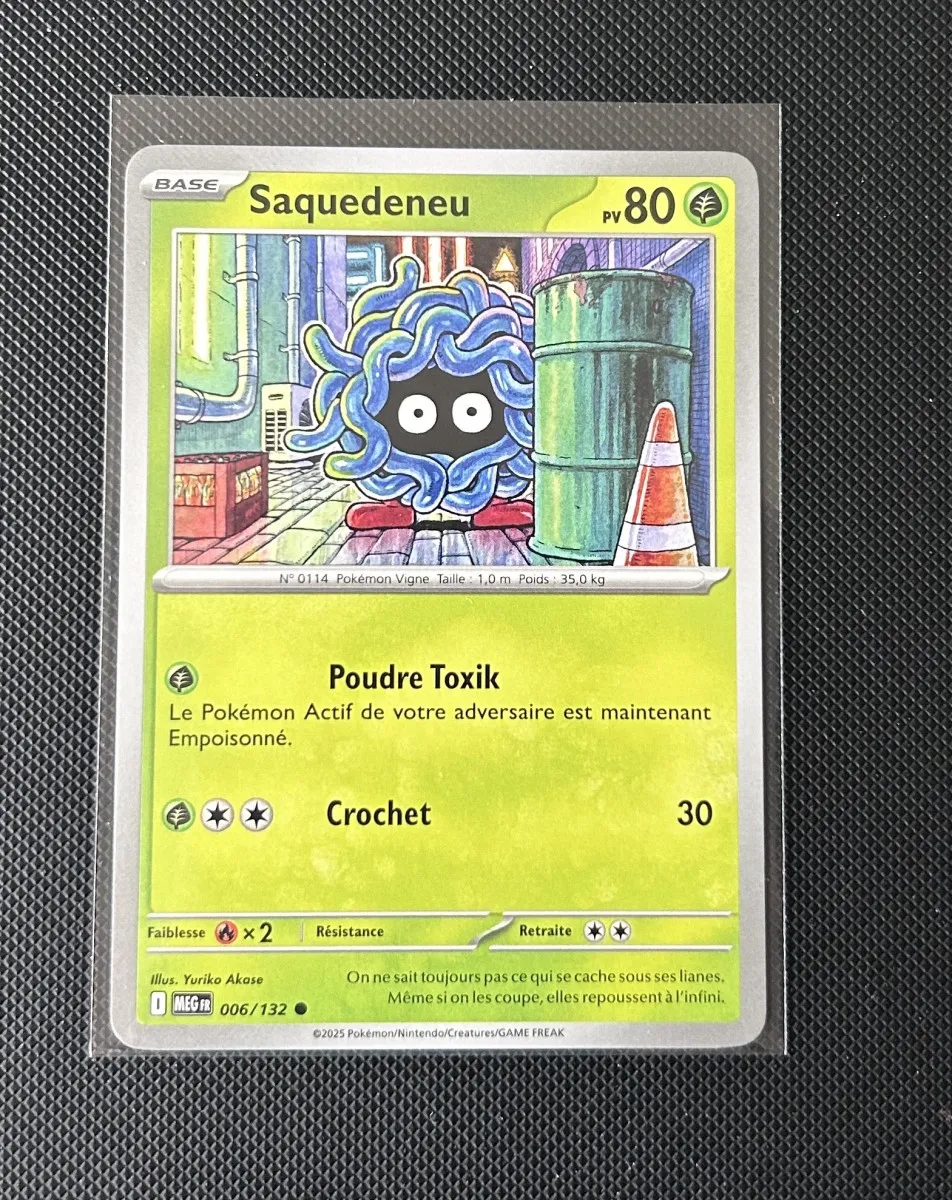 BASE
Saquedeneu
PV 80
N° 0114 Pokémon Vigne Taille : 1,0 m Poids : 35,0 kg
Poudre Toxik
Le Pokémon Actif de votre adversaire est maintenant
Empoisonné.
Crochet 30
Faiblesse ×2 Résistance Retraite
Illus. Yuriko Akase
On ne sait toujours pas ce qui se cache sous ses lianes.
Même si on les coupe, elles repoussent à l'infini.
I MEG FR 006/132
©2025 Pokémon/Nintendo/Creatures/GAME FREAK